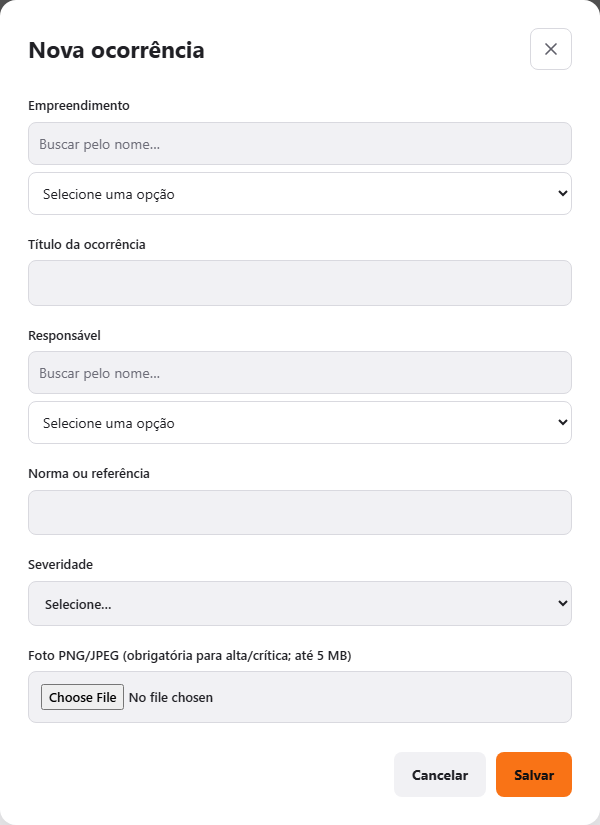 Nova ocorrência
Empreendimento
Buscar pelo nome...
Selecione uma opção
Título da ocorrência
Responsável
Buscar pelo nome...
Selecione uma opção
Norma ou referência
Severidade
Selecione...
Foto PNG/JPEG (obrigatória para alta/crítica; até 5 MB)
Choose File No file chosen
Cancelar Salvar